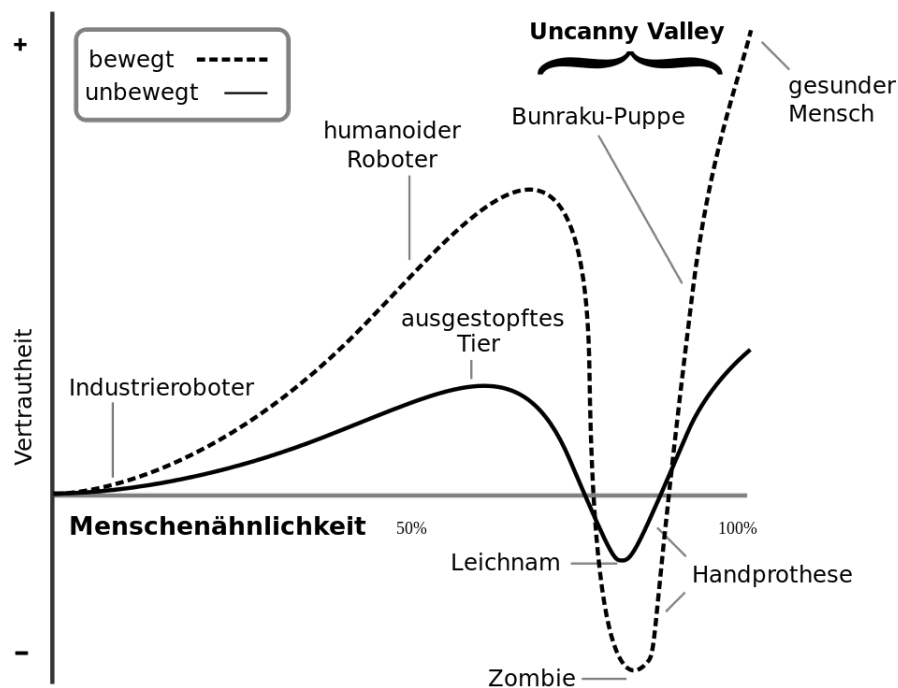 +
bewegt
unbewegt
Uncanny Valley
gesunder
Mensch
Bunraku-Puppe
humanoider
Roboter
ausgestopftes
Tier
Industrieroboter
Vertrautheit
Menschenähnlichkeit
50%
100%
Leichnam
Handprothese
–
Zombie